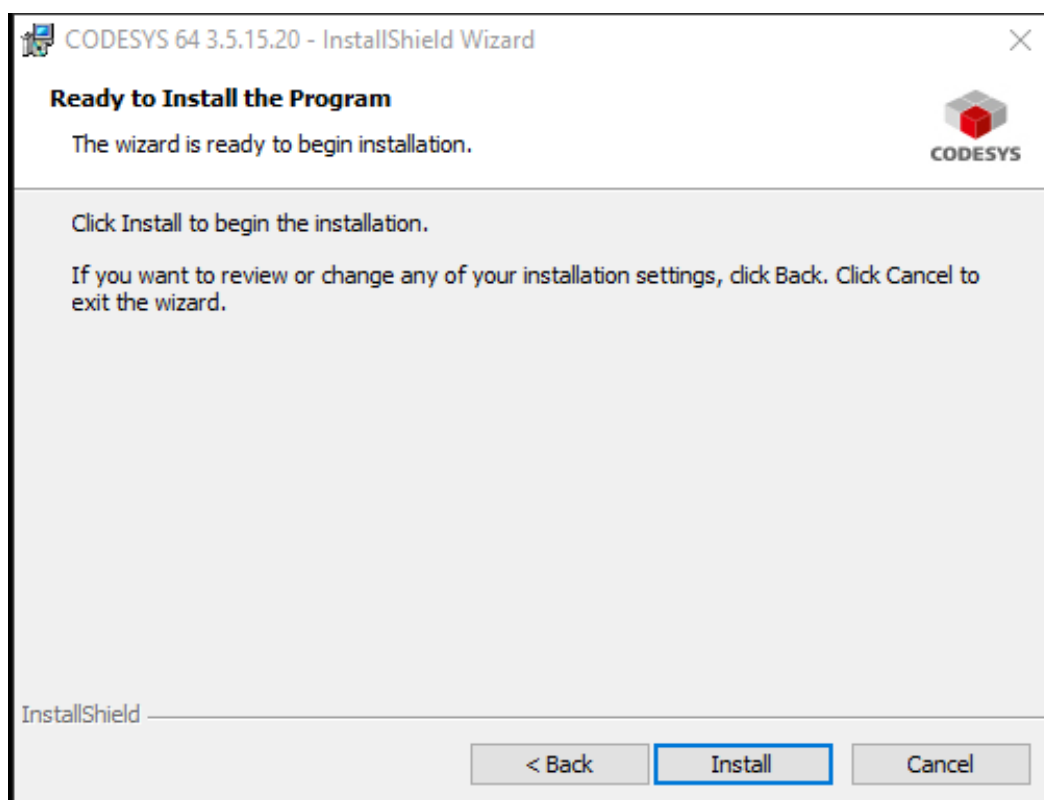 CODESYS 64 3.5.15.20 - InstallShield Wizard
Ready to Install the Program
The wizard is ready to begin installation.
CODESYS
Click Install to begin the installation.
If you want to review or change any of your installation settings, click Back. Click Cancel to
exit the wizard.
InstallShield
< Back
Install
Cancel